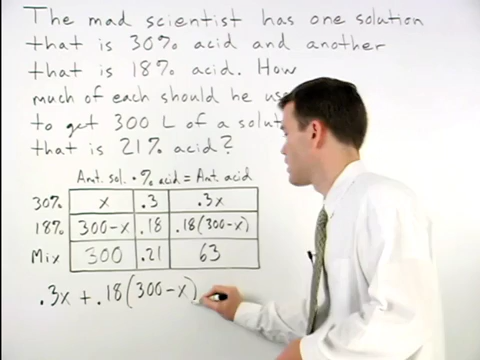 The mad scientist has one solution
that is 30% acid and another
that is 18% acid. How
much of each should he
to get 300 L of a
that is 21% acid?
Amt. sol. · % acid = Amt. acid
30% x .3 .3x
18% 300-x .18 .18(300-x)
Mix 300 .21 63
.3x + .18(300-x)